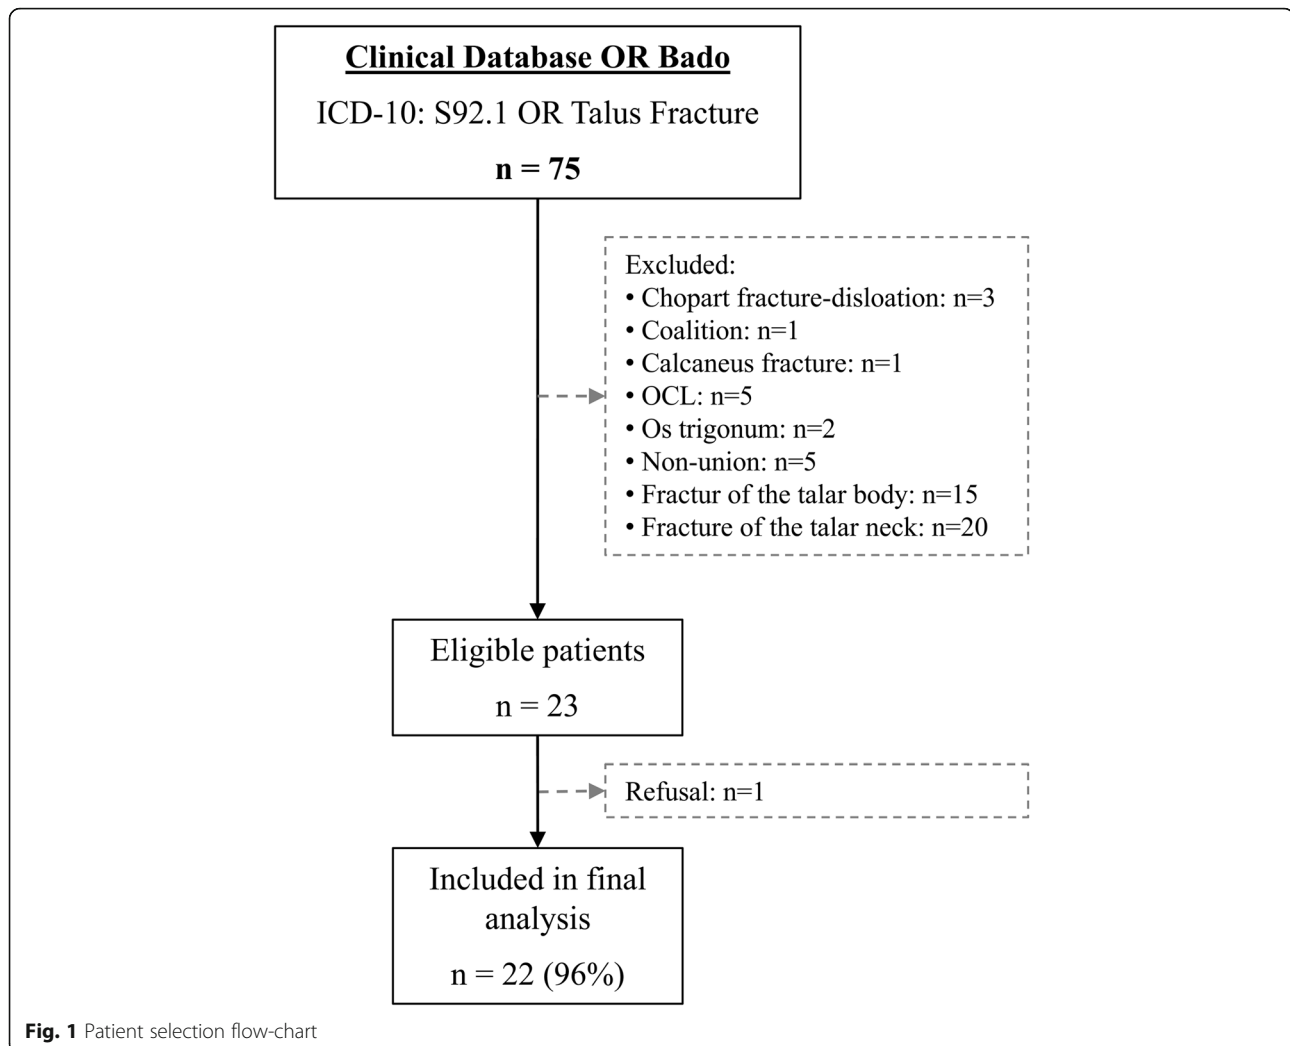 Clinical Database OR Bado
ICD-10: S92.1 OR Talus Fracture
n = 75
Excluded:
• Chopart fracture-disloation: n=3
• Coalition: n=1
• Calcaneus fracture: n=1
• OCL: n=5
• Os trigonum: n=2
• Non-union: n=5
• Fractur of the talar body: n=15
• Fracture of the talar neck: n=20
Eligible patients
n = 23
Refusal: n=1
Included in final
analysis
n = 22 (96%)
Fig. 1 Patient selection flow-chart